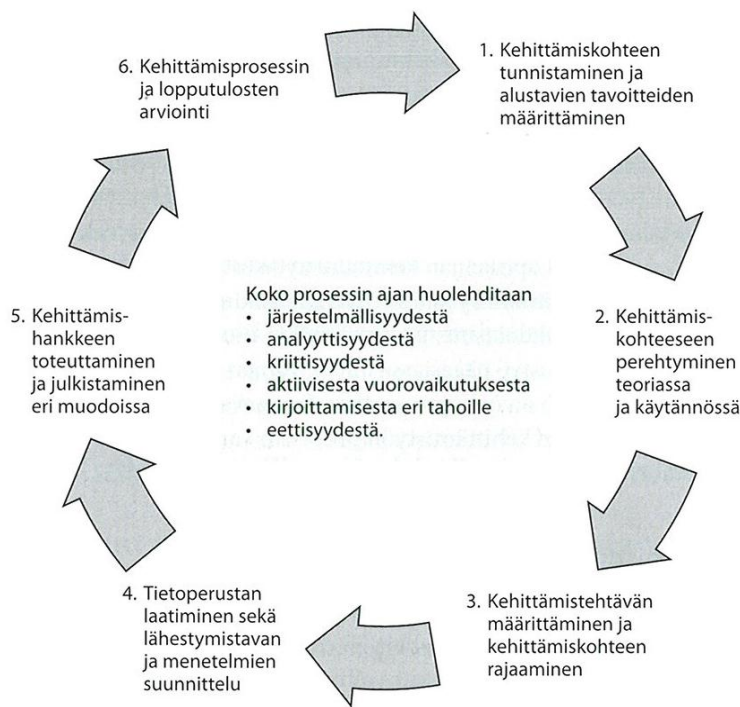 1. Kehittämiskohteen
tunnistaminen ja
alustavien tavoitteiden
määrittäminen
2. Kehittämis-
kohteeseen
perehtyminen
teoriassa
ja käytännössä
3. Kehittämistehtävän
määrittäminen ja
kehittämiskohteen
rajaaminen
4. Tietoperustan
laatiminen sekä
lähestymistavan
ja menetelmien
suunnittelu
5. Kehittämis-
hankkeen
toteuttaminen
ja julkistaminen
eri muodoissa
6. Kehittämisprosessin
ja lopputulosten
arviointi
Koko prosessin ajan huolehditaan
• järjestelmällisyydestä
• analyyttisyydestä
• kriittisyydestä
• aktiivisesta vuorovaikutuksesta
• kirjoittamisesta eri tahoille
• eettisyydestä.